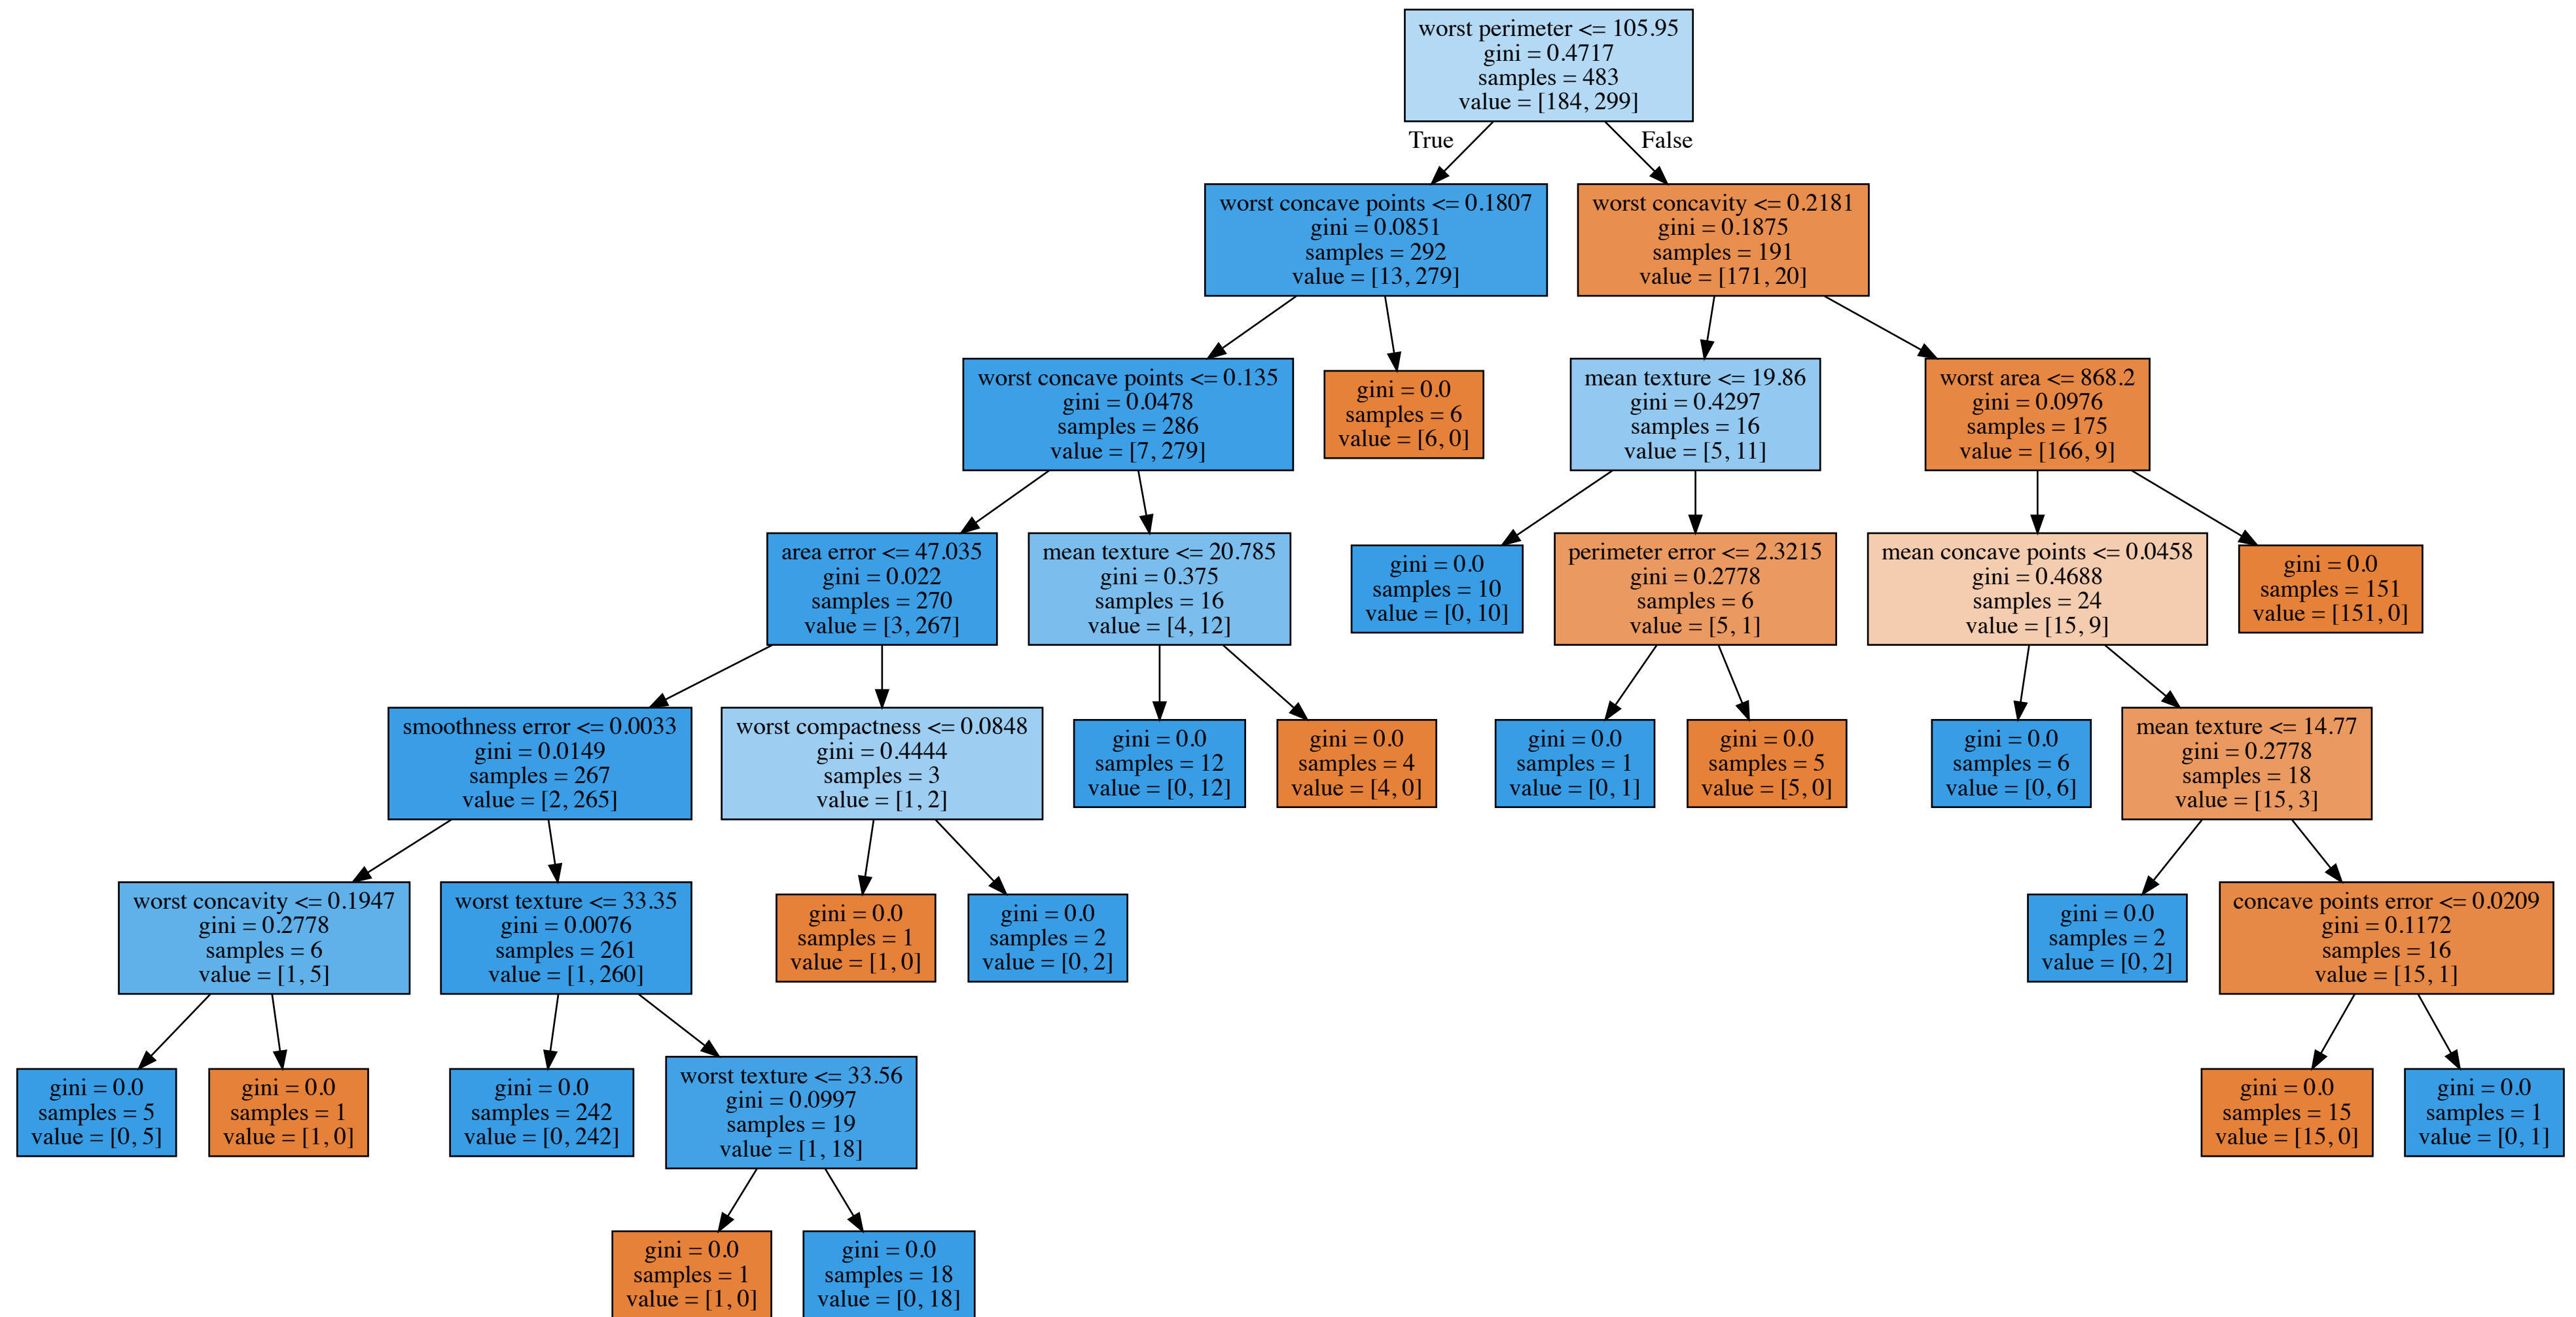 worst perimeter <= 105.95
gini = 0.4717
samples = 483
value = [184, 299]
True
False
worst concave points <= 0.1807
gini = 0.0851
samples = 292
value = [13, 279]
worst concavity <= 0.2181
gini = 0.1875
samples = 191
value = [171, 20]
worst concave points <= 0.135
gini = 0.0478
samples = 286
value = [7, 279]
gini = 0.0
samples = 6
value = [6, 0]
mean texture <= 19.86
gini = 0.4297
samples = 16
value = [5, 11]
worst area <= 868.2
gini = 0.0976
samples = 175
value = [166, 9]
area error <= 47.035
gini = 0.022
samples = 270
value = [3, 267]
mean texture <= 20.785
gini = 0.375
samples = 16
value = [4, 12]
gini = 0.0
samples = 10
value = [0, 10]
perimeter error <= 2.3215
gini = 0.2778
samples = 6
value = [5, 1]
mean concave points <= 0.0458
gini = 0.4688
samples = 24
value = [15, 9]
gini = 0.0
samples = 151
value = [151, 0]
smoothness error <= 0.0033
gini = 0.0149
samples = 267
value = [2, 265]
worst compactness <= 0.0848
gini = 0.4444
samples = 3
value = [1, 2]
gini = 0.0
samples = 12
value = [0, 12]
gini = 0.0
samples = 4
value = [4, 0]
gini = 0.0
samples = 1
value = [0, 1]
gini = 0.0
samples = 5
value = [5, 0]
gini = 0.0
samples = 6
value = [0, 6]
mean texture <= 14.77
gini = 0.2778
samples = 18
value = [15, 3]
worst concavity <= 0.1947
gini = 0.2778
samples = 6
value = [1, 5]
worst texture <= 33.35
gini = 0.0076
samples = 261
value = [1, 260]
gini = 0.0
samples = 1
value = [1, 0]
gini = 0.0
samples = 2
value = [0, 2]
gini = 0.0
samples = 2
value = [0, 2]
concave points error <= 0.0209
gini = 0.1172
samples = 16
value = [15, 1]
gini = 0.0
samples = 5
value = [0, 5]
gini = 0.0
samples = 1
value = [1, 0]
gini = 0.0
samples = 242
value = [0, 242]
worst texture <= 33.56
gini = 0.0997
samples = 19
value = [1, 18]
gini = 0.0
samples = 15
value = [15, 0]
gini = 0.0
samples = 1
value = [0, 1]
gini = 0.0
samples = 1
value = [1, 0]
gini = 0.0
samples = 18
value = [0, 18]